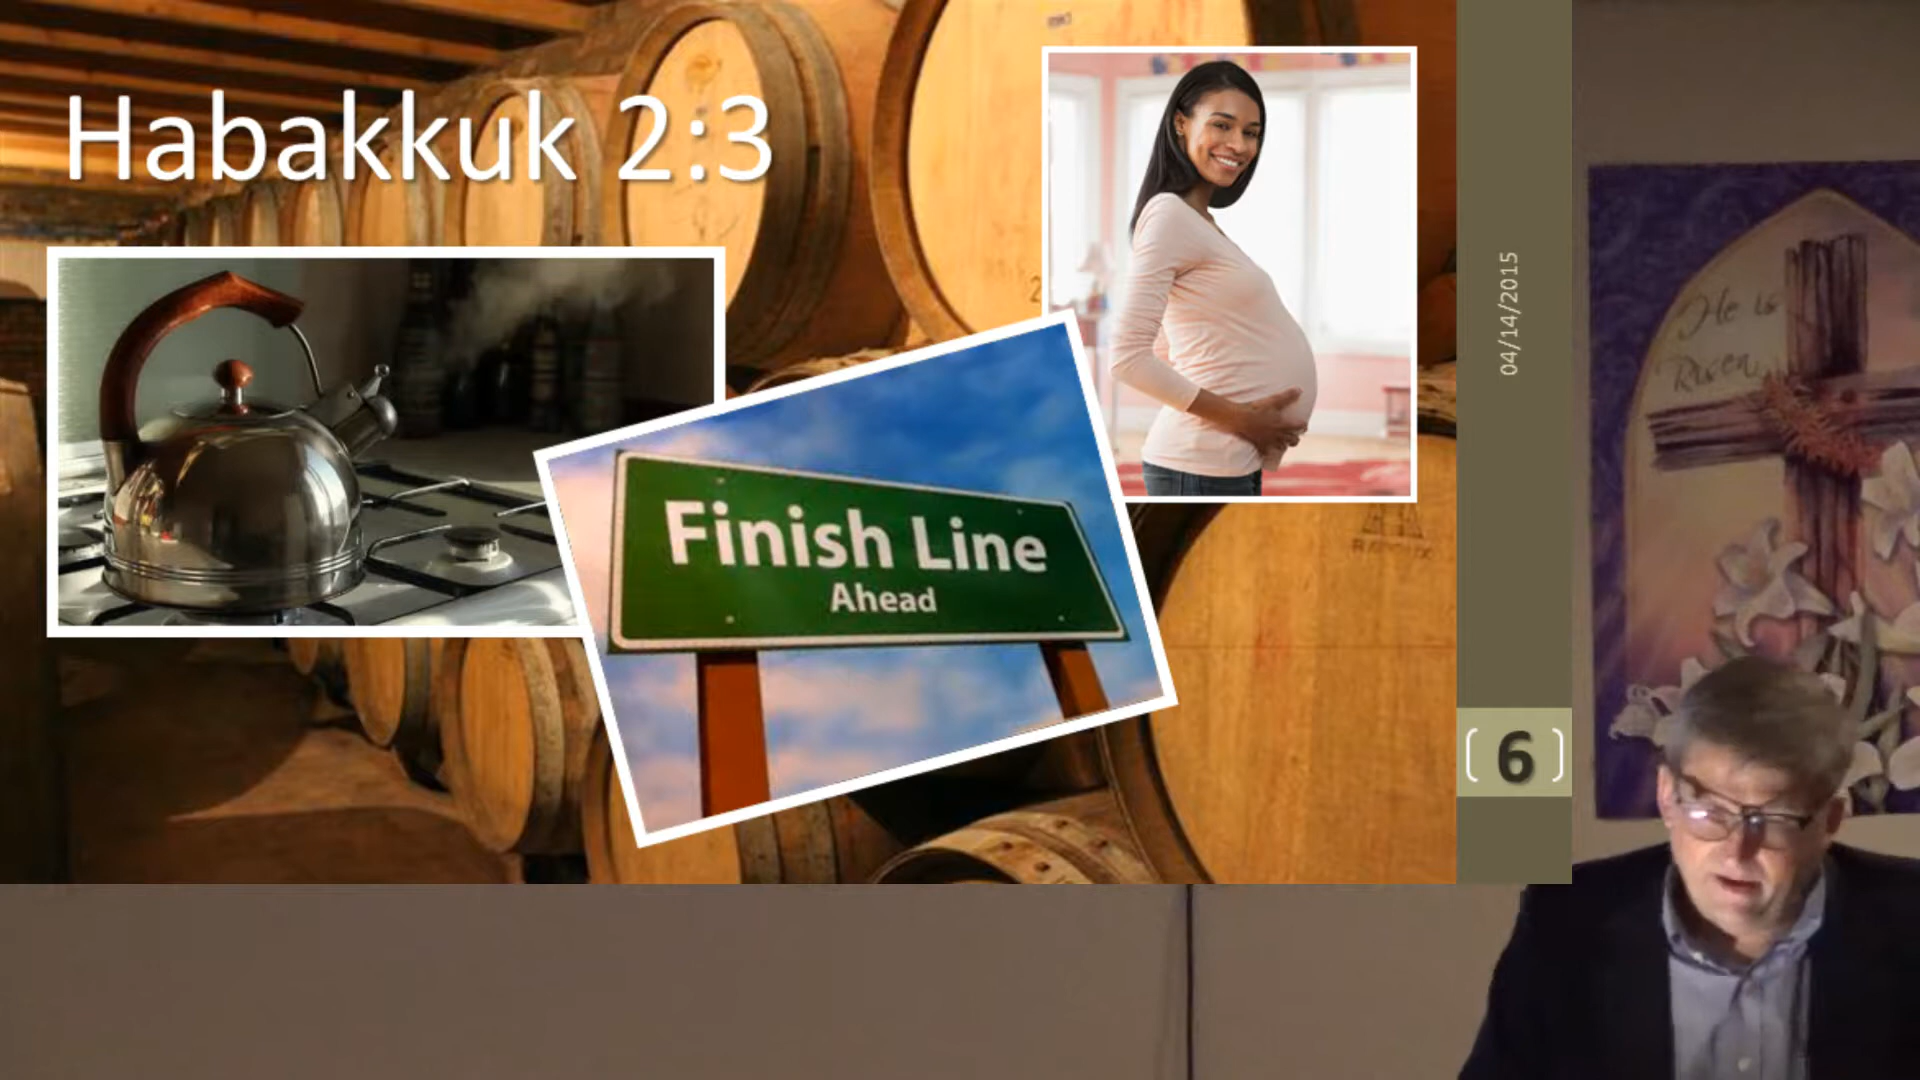 Habakkuk 2:3
Finish Line
Ahead
04/14/2015
6
He is
Risen